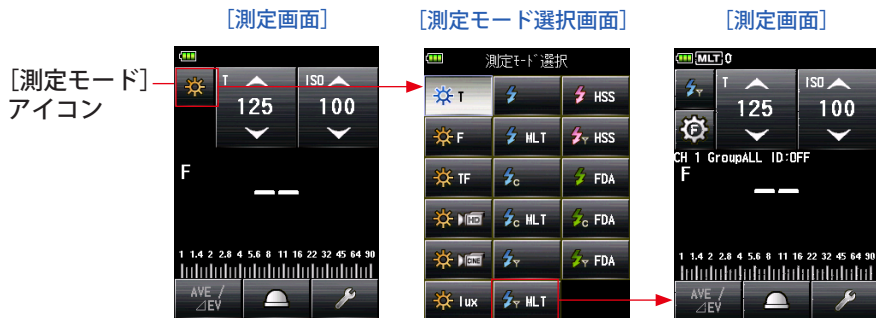 [測定画面]
[測定モード選択画面]
[測定画面]
[測定モード]
アイコン
T
125
ISO
100
F
1 1.4 2 2.8 4 5.6 8 11 16 22 32 45 64 90
AVE /
⊿EV
測定ﾓｰﾄﾞ選択
T
HSS
F
MLT
HSS
TF
C
FDA
HD
C MLT
C FDA
CINE
FDA
lux
MLT
MLT 0
T
125
ISO
100
F
CH 1 GroupALL ID:OFF
F
1 1.4 2 2.8 4 5.6 8 11 16 22 32 45 64 90
AVE /
⊿EV